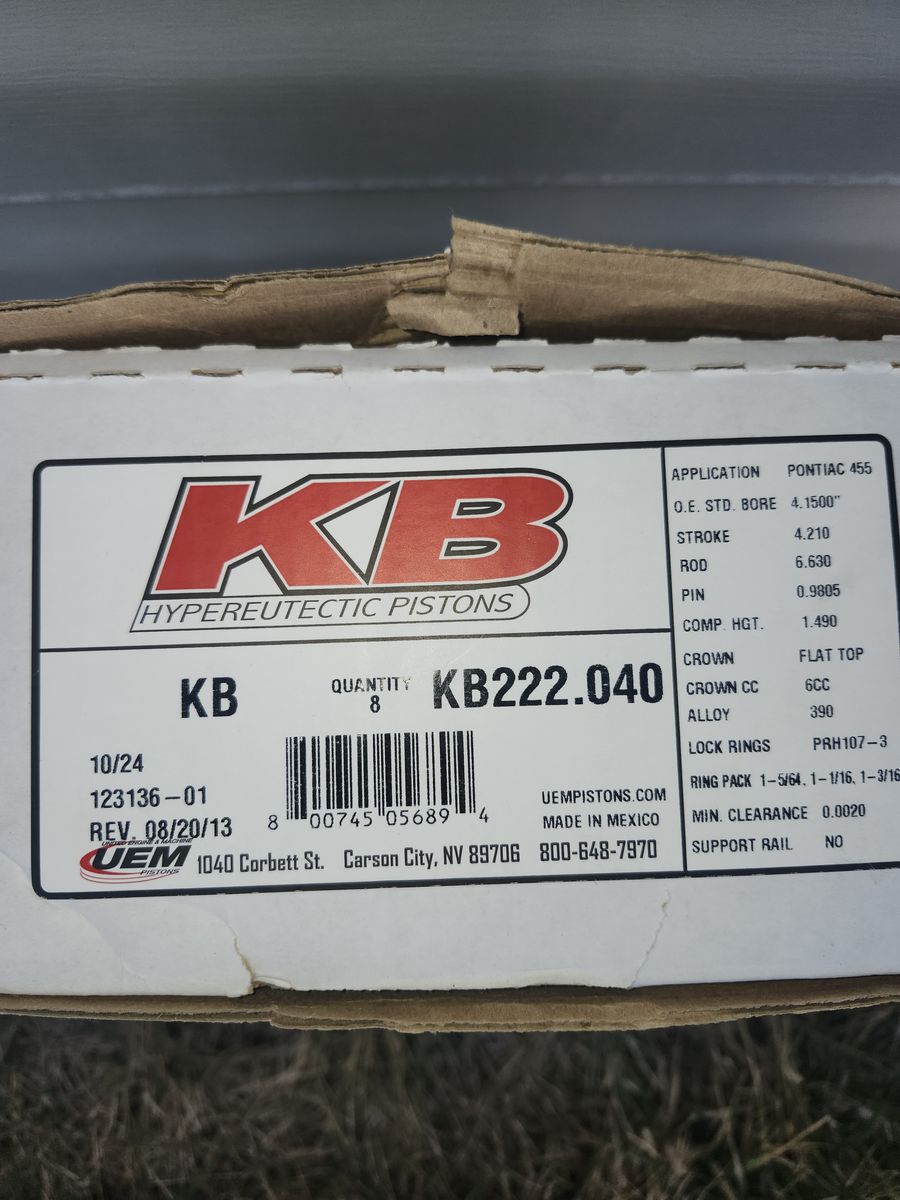 KB
HYPEREUTECTIC PISTONS
KB
QUANTITY
8
KB222.040
10/24
123136-01
REV. 08/20/13
8 00745 05689 4
UEMPISTONS.COM
MADE IN MEXICO
UNITED ENGINE & MACHINE
UEM
PISTONS
1040 Corbett St. Carson City, NV 89706 800-648-7970
APPLICATION PONTIAC 455
O.E. STD. BORE 4.1500"
STROKE 4.210
ROD 6.630
PIN 0.9805
COMP. HGT. 1.490
CROWN FLAT TOP
CROWN CC 6CC
ALLOY 390
LOCK RINGS PRH107-3
RING PACK 1-5/64, 1-1/16, 1-3/16
MIN. CLEARANCE 0.0020
SUPPORT RAIL NO